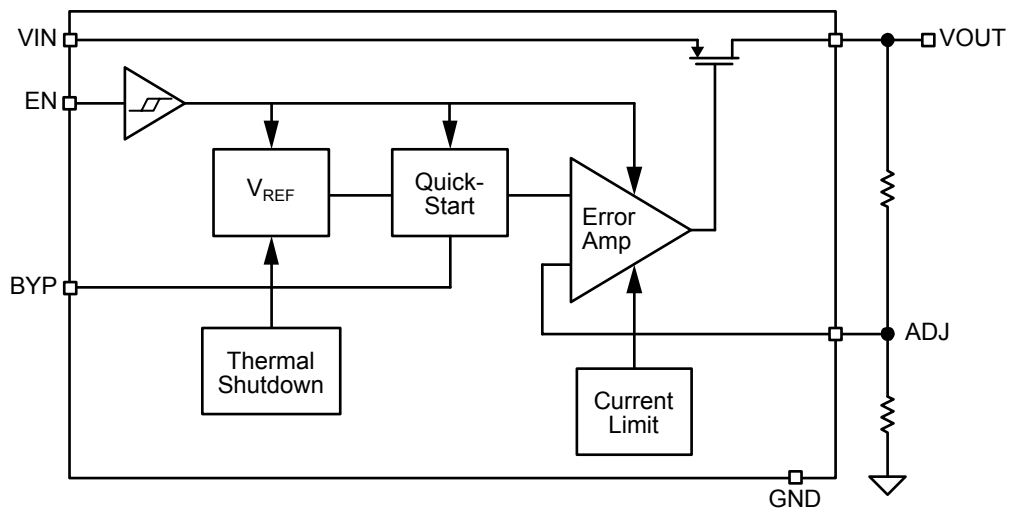 VIN
VOUT
EN
VREF
Quick-
Start
Error
Amp
BYP
ADJ
Thermal
Shutdown
Current
Limit
GND